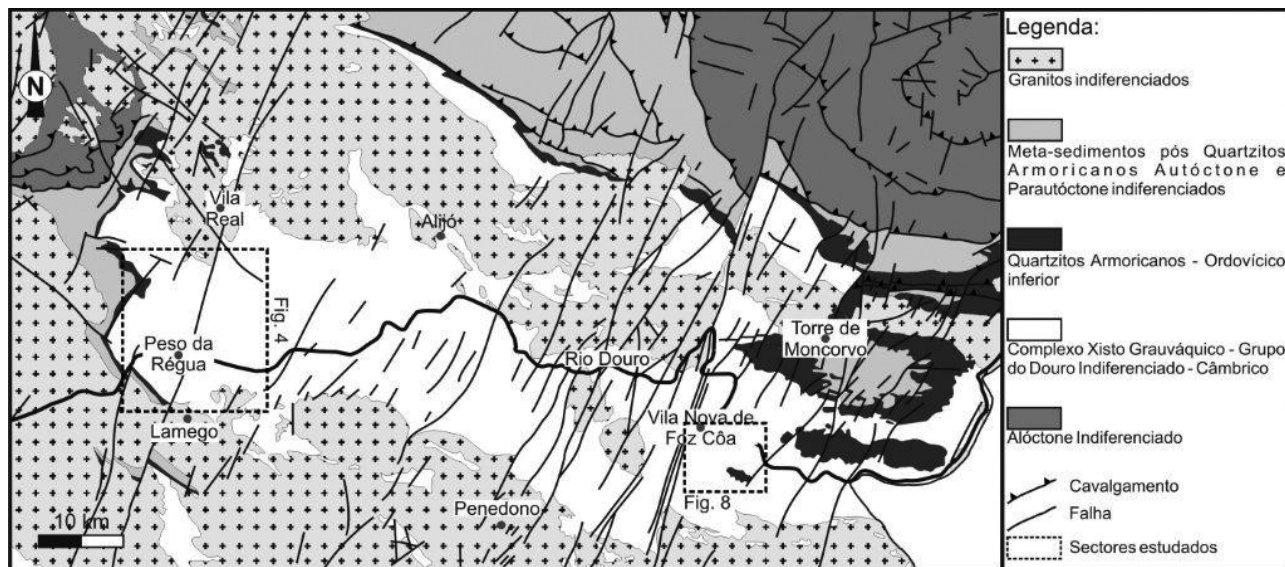 N
Vila
Real
Alijó
Fig. 4
Peso da
Régua
Lamego
Rio Douro
Torre de
Moncorvo
Vila Nova de
Foz Côa
Fig. 8
Penedono
10 km
Legenda:
Granitos indiferenciados
Meta-sedimentos pós Quartzitos
Armoricanos Autóctone e
Parautóctone indiferenciados
Quartzitos Armoricanos - Ordovícico
inferior
Complexo Xisto Grauváquico - Grupo
do Douro Indiferenciado - Câmbrico
Alóctone Indiferenciado
Cavalgamento
Falha
Sectores estudados